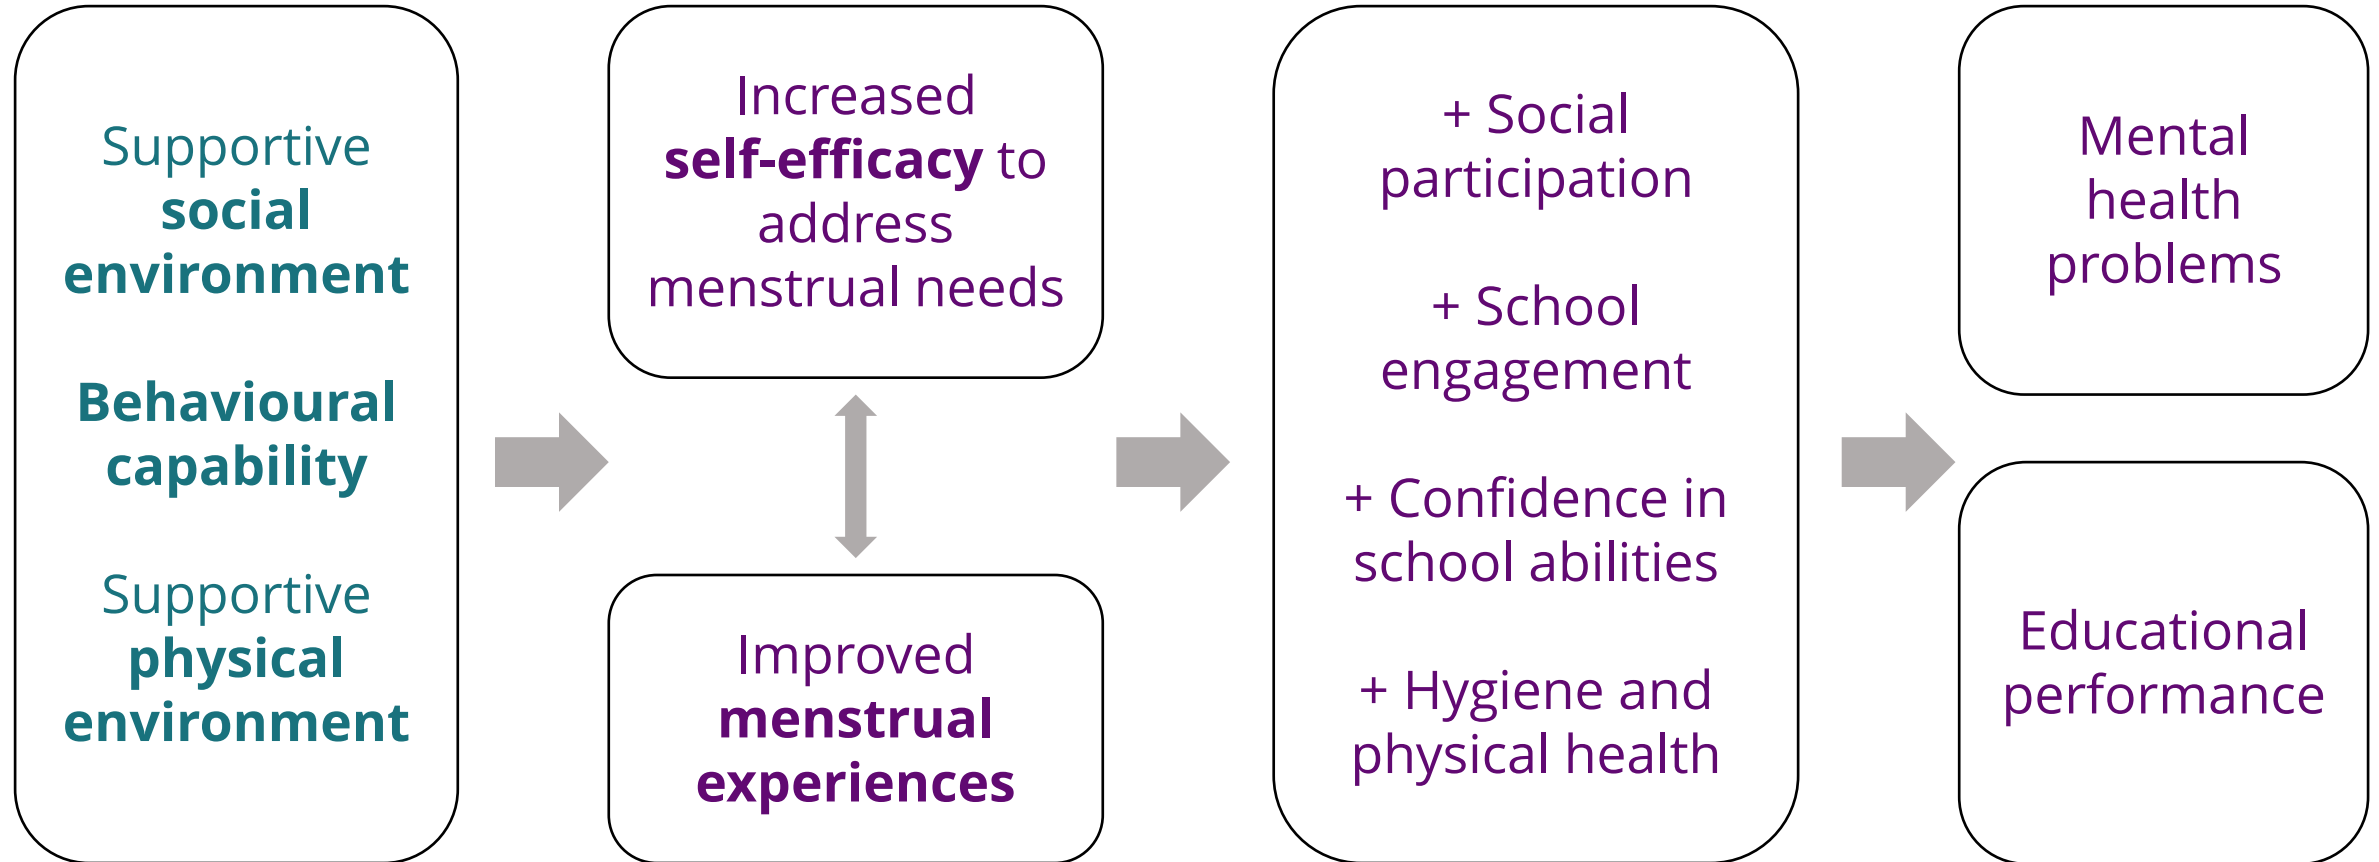 Supportive
social
environment
Behavioural
capability
Supportive
physical
environment
Increased
self-efficacy to
address
menstrual needs
Improved
menstrual
experiences
+ Social
participation
+ School
engagement
+ Confidence in
school abilities
+ Hygiene and
physical health
Mental
health
problems
Educational
performance